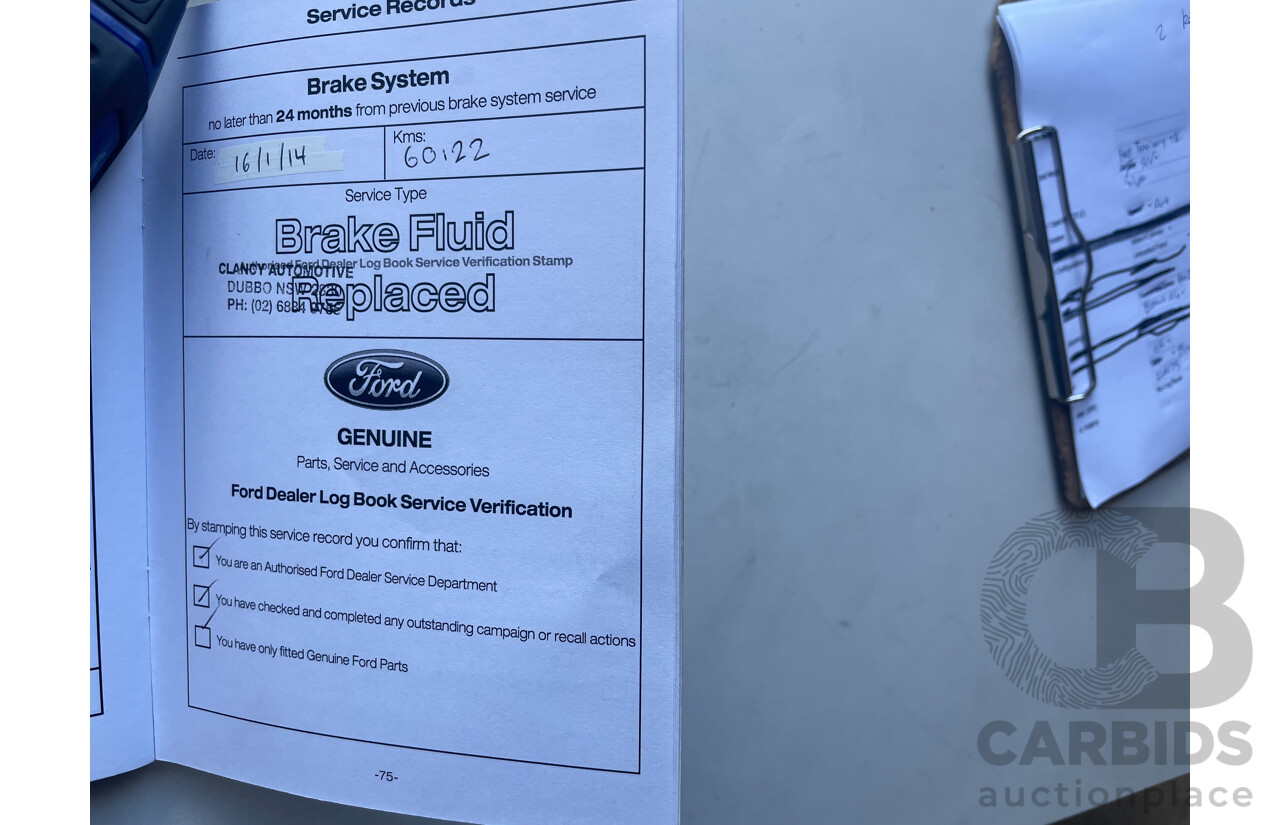 Service Records
Brake System
no later than 24 months from previous brake system service
Date: 16/1/14
Kms: 60122
Service Type
Brake Fluid
Authorised Ford Dealer Log Book Service Verification Stamp
CLANCY AUTOMOTIVE
Replaced
DUBBO NSW
PH: (02) 6884
Ford
GENUINE
Parts, Service and Accessories
Ford Dealer Log Book Service Verification
By stamping this service record you confirm that:
You are an Authorised Ford Dealer Service Department
You have checked and completed any outstanding campaign or recall actions
You have only fitted Genuine Ford Parts
-75-
CB
CARBIDS
auctionplace